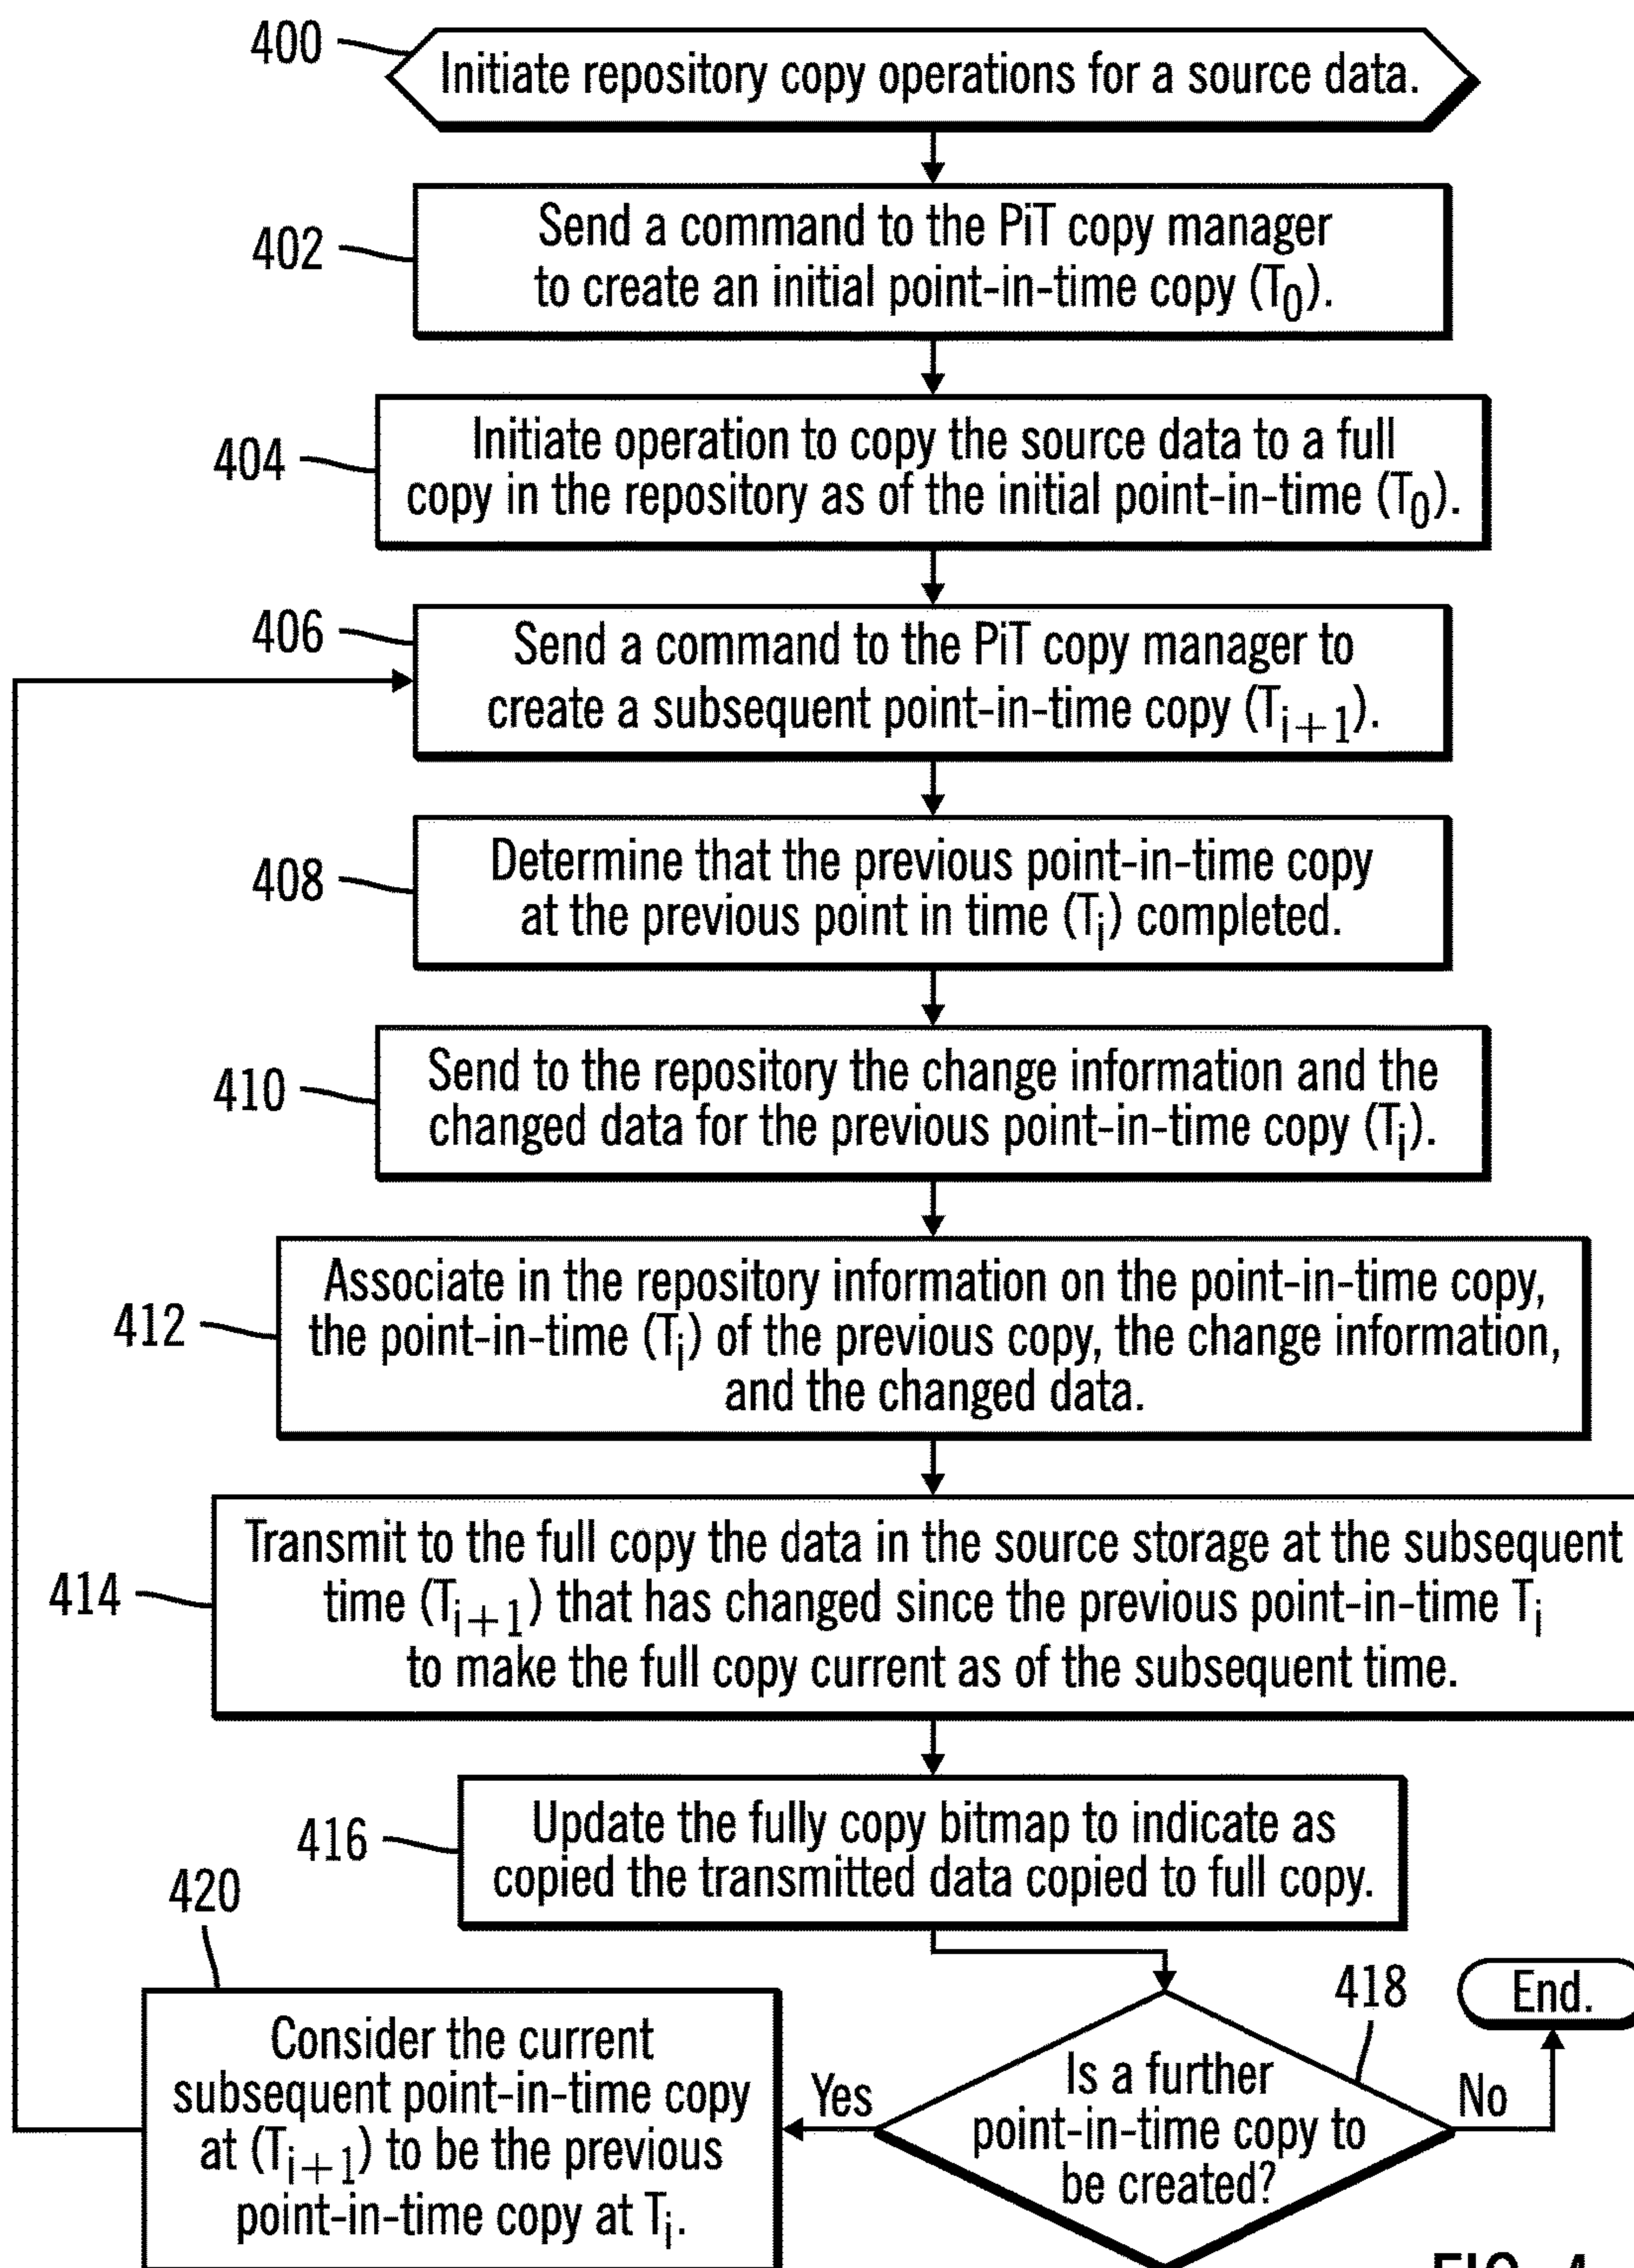 400
Initiate repository copy operations for a source data.
402
Send a command to the PiT copy manager
to create an initial point-in-time copy (T0).
404
Initiate operation to copy the source data to a full
copy in the repository as of the initial point-in-time (T0).
406
Send a command to the PiT copy manager to
create a subsequent point-in-time copy (Ti+1).
408
Determine that the previous point-in-time copy
at the previous point in time (Ti) completed.
410
Send to the repository the change information and the
changed data for the previous point-in-time copy (Ti).
412
Associate in the repository information on the point-in-time copy,
the point-in-time (Ti) of the previous copy, the change information,
and the changed data.
414
Transmit to the full copy the data in the source storage at the subsequent
time (Ti+1) that has changed since the previous point-in-time Ti
to make the full copy current as of the subsequent time.
416
Update the fully copy bitmap to indicate as
copied the transmitted data copied to full copy.
420
Consider the current
subsequent point-in-time copy
at (Ti+1) to be the previous
point-in-time copy at Ti.
Yes
418
Is a further
point-in-time copy to
be created?
No
End.